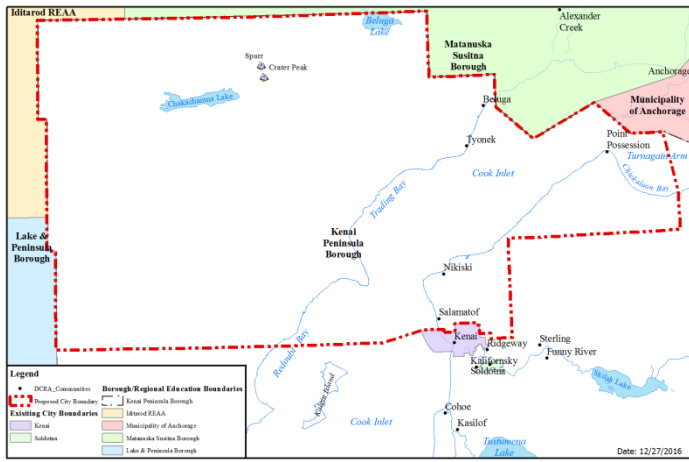 Iditarod REAA
Beluga
Lake
Alexander
Creek
Matanuska
Susitna
Borough
Spurr
Crater Peak
Anchorage
Chakachamna Lake
Beluga
Municipality
of Anchorage
Point
Possession
Tyonek
Turnagain Arm
Cook Inlet
Chickaloon Bay
Trading Bay
Lake &
Peninsula
Borough
Kenai
Peninsula
Borough
Nikiski
Salamatof
Redoubt Bay
Kenai
Ridgeway
Sterling
Funny River
Kalifornsky
Soldotna
Skilak Lake
Kalgin Island
Cohoe
Cook Inlet
Kasilof
Tustumena
Lake
Legend
DCRA_Communities
Proposed City Boundary
Exisiting City Boundaries
Kenai
Soldotna
Borough/Regional Education Boundaries
Kenai Peninsula Borough
Iditarod REAA
Municipality of Anchorage
Matanuska Susitna Borough
Lake & Peninsula Borough
Date: 12/27/2016